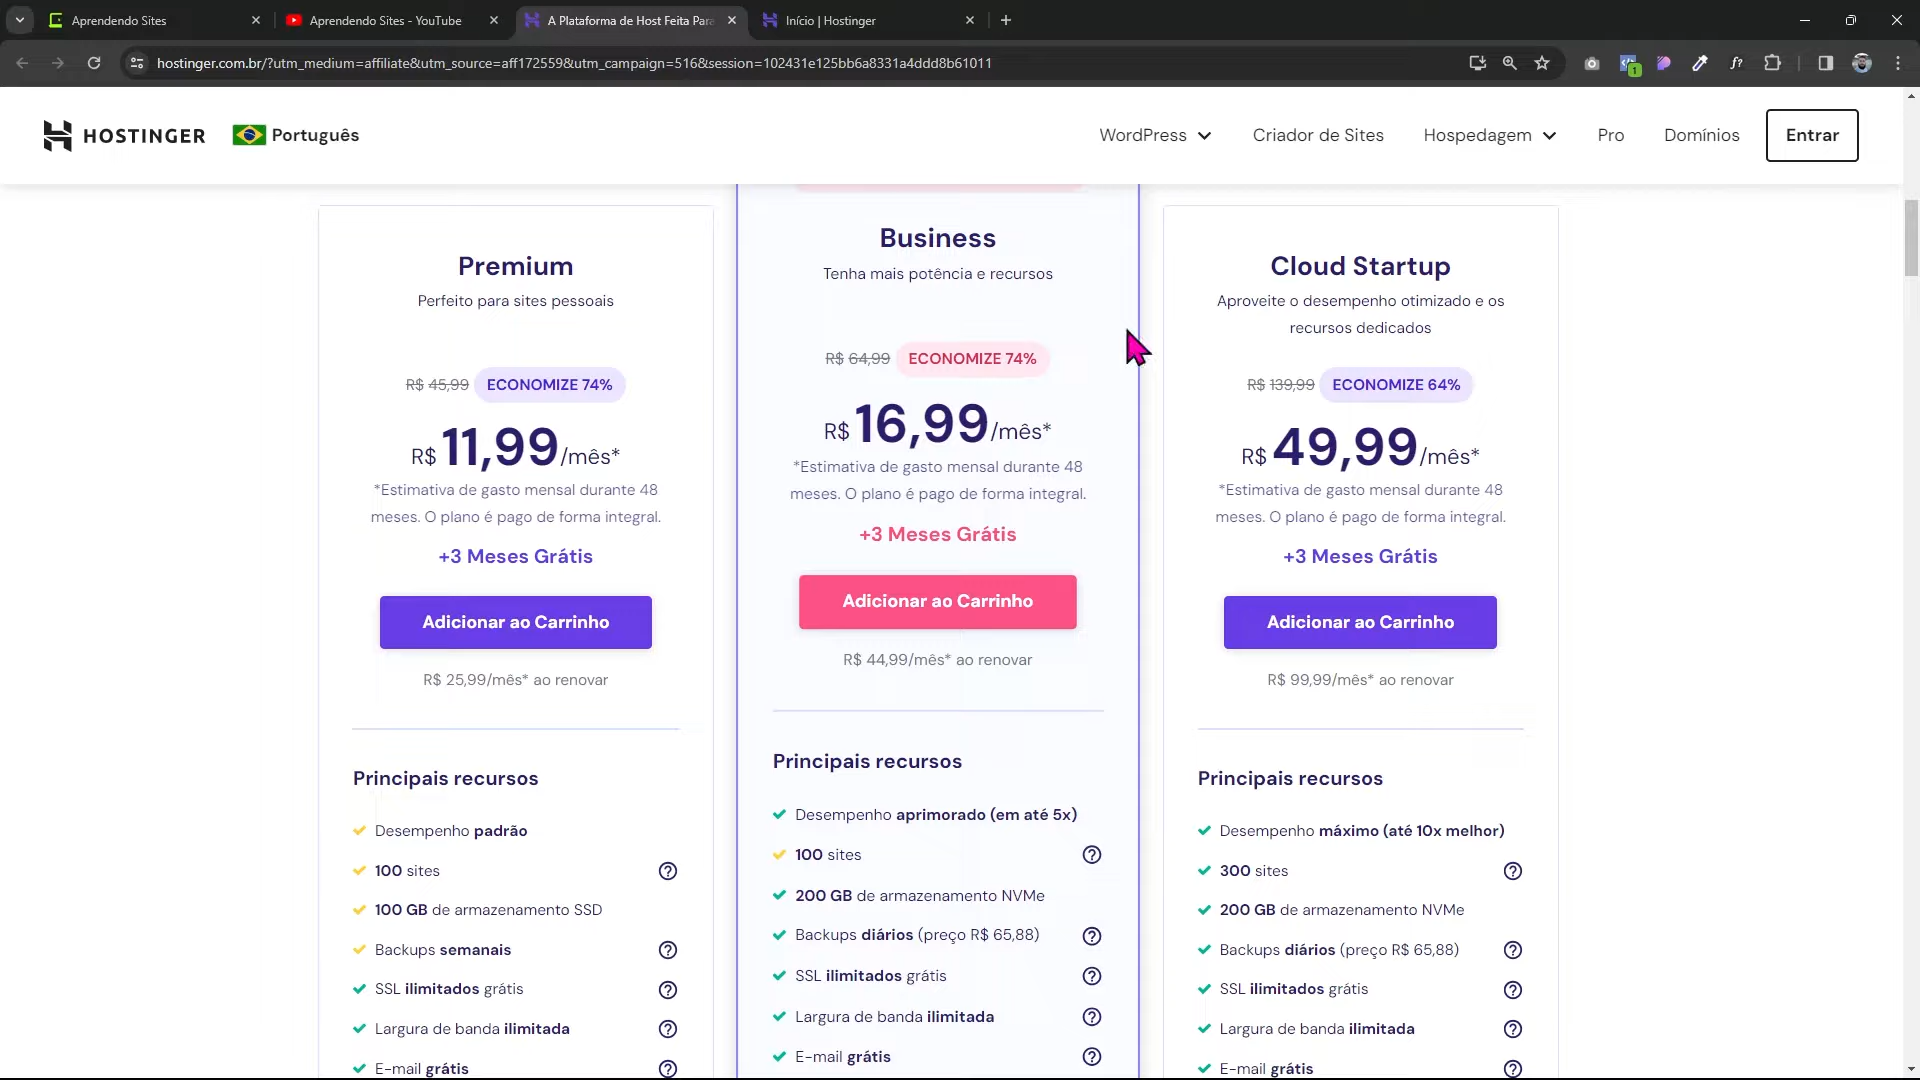 Aprendendo Sites
Aprendendo Sites - YouTube
A Plataforma de Host Feita Para
Início | Hostinger
hostinger.com.br/?utm_medium=affiliate&utm_source=aff172559&utm_campaign=516&session=102431e125bb6a8331a4ddd8b61011
1
f?
HOSTINGER
Português
WordPress
Criador de Sites
Hospedagem
Pro
Domínios
Entrar
Premium
Perfeito para sites pessoais
R$ 45,99 ECONOMIZE 74%
R$ 11,99/mês*
*Estimativa de gasto mensal durante 48
meses. O plano é pago de forma integral.
+3 Meses Grátis
Adicionar ao Carrinho
R$ 25,99/mês* ao renovar
Principais recursos
Desempenho padrão
100 sites
100 GB de armazenamento SSD
Backups semanais
SSL ilimitados grátis
Largura de banda ilimitada
E-mail grátis
Business
Tenha mais potência e recursos
R$ 64,99 ECONOMIZE 74%
R$ 16,99/mês*
*Estimativa de gasto mensal durante 48
meses. O plano é pago de forma integral.
+3 Meses Grátis
Adicionar ao Carrinho
R$ 44,99/mês* ao renovar
Principais recursos
Desempenho aprimorado (em até 5x)
100 sites
200 GB de armazenamento NVMe
Backups diários (preço R$ 65,88)
SSL ilimitados grátis
Largura de banda ilimitada
E-mail grátis
Cloud Startup
Aproveite o desempenho otimizado e os
recursos dedicados
R$ 139,99 ECONOMIZE 64%
R$ 49,99/mês*
*Estimativa de gasto mensal durante 48
meses. O plano é pago de forma integral.
+3 Meses Grátis
Adicionar ao Carrinho
R$ 99,99/mês* ao renovar
Principais recursos
Desempenho máximo (até 10x melhor)
300 sites
200 GB de armazenamento NVMe
Backups diários (preço R$ 65,88)
SSL ilimitados grátis
Largura de banda ilimitada
E-mail grátis